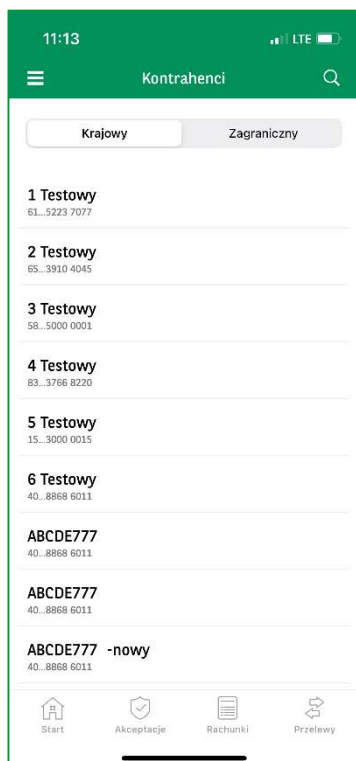 11:13 LTE
Kontrahenci
Krajowy Zagraniczny
1 Testowy
61...5223 7077
2 Testowy
65...3910 4045
3 Testowy
58...5000 0001
4 Testowy
83...3766 8220
5 Testowy
15...3000 0015
6 Testowy
40...8868 6011
ABCDE777
40...8868 6011
ABCDE777
40...8868 6011
ABCDE777 -nowy
40...8868 6011
Start Akceptacje Rachunki Przelewy